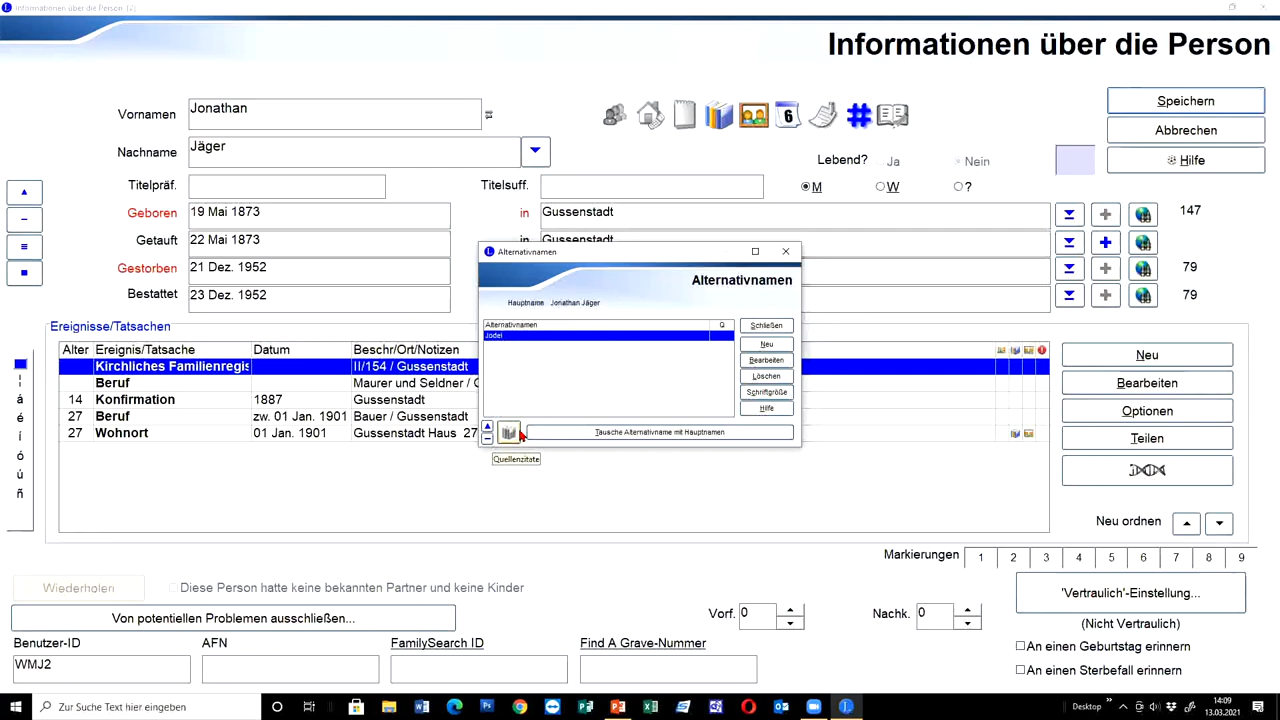 Informationen über die Person [2]
Informationen über die Person
Vornamen Jonathan
Nachname Jäger
Titelpräf. Titelsuff.
Lebend? Ja Nein
M W ?
Speichern
Abbrechen
Hilfe
Geboren 19 Mai 1873 in Gussenstadt 147
Getauft 22 Mai 1873 in Gussenstadt
Gestorben 21 Dez. 1952 79
Bestattet 23 Dez. 1952 79
6
Ereignisse/Tatsachen
Alter Ereignis/Tatsache Datum Beschr/Ort/Notizen
Kirchliches Familienregis II/154 / Gussenstadt
Beruf Maurer und Seldner / G
14 Konfirmation 1887 Gussenstadt
27 Beruf zw. 01 Jan. 1901 Bauer / Gussenstadt
27 Wohnort 01 Jan. 1901 Gussenstadt Haus 27
á
é
í
ó
ú
ñ
Alternativnamen
Alternativnamen
Hauptname Jonathan Jäger
Alternativnamen Q
Jodel
Schließen
Neu
Bearbeiten
Löschen
Schriftgröße
Hilfe
Tausche Alternativname mit Hauptnamen
Quellenzitate
Neu
Bearbeiten
Optionen
Teilen
Neu ordnen
Markierungen 1 2 3 4 5 6 7 8 9
Wiederholen
Diese Person hatte keine bekannten Partner und keine Kinder
Von potentiellen Problemen ausschließen...
Vorf. 0 Nachk. 0
'Vertraulich'-Einstellung...
(Nicht Vertraulich)
An einen Geburtstag erinnern
An einen Sterbefall erinnern
Benutzer-ID AFN FamilySearch ID Find A Grave-Nummer
WMJ2
Zur Suche Text hier eingeben
Desktop
14:09
13.03.2021